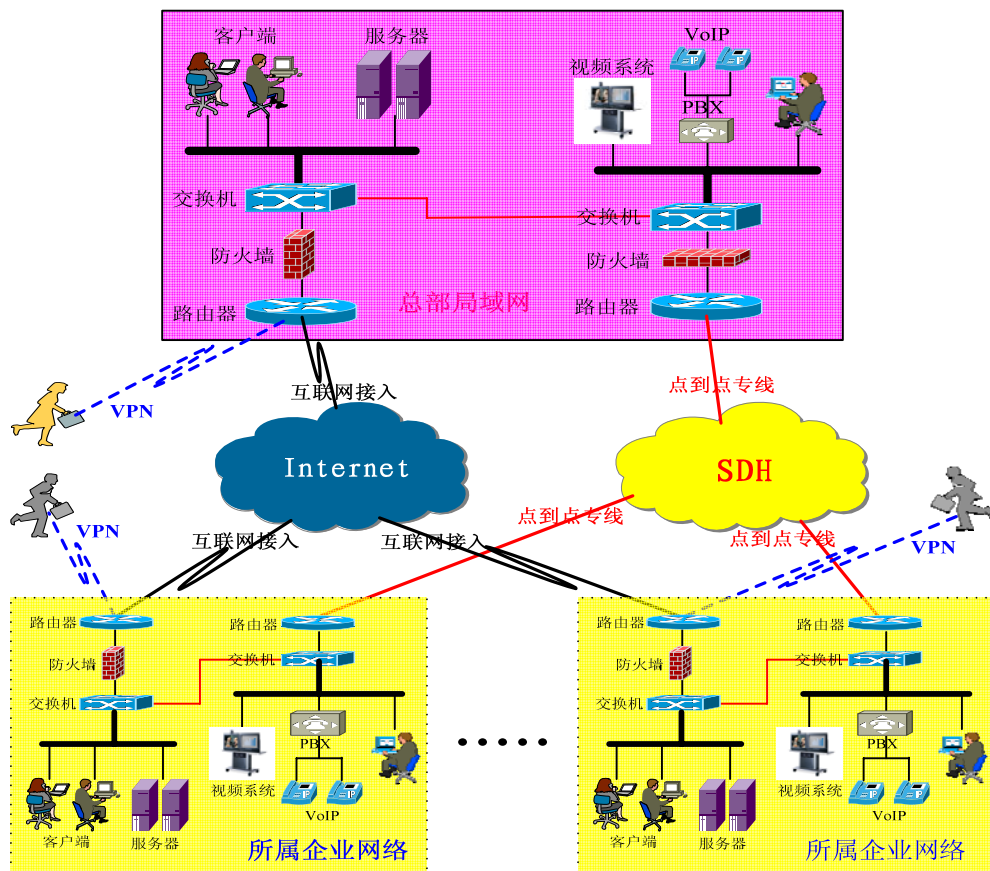 客户端
服务器
VoIP
视频系统
PBX
交换机
交换机
防火墙
防火墙
总部局域网
路由器
路由器
互联网接入
点到点专线
VPN
Internet
SDH
VPN
点到点专线
互联网接入
互联网接入
点到点专线
VPN
路由器
路由器
防火墙
交换机
交换机
PBX
视频系统
VoIP
客户端
服务器
所属企业网络
路由器
路由器
防火墙
交换机
交换机
PBX
视频系统
VoIP
客户端
服务器
所属企业网络